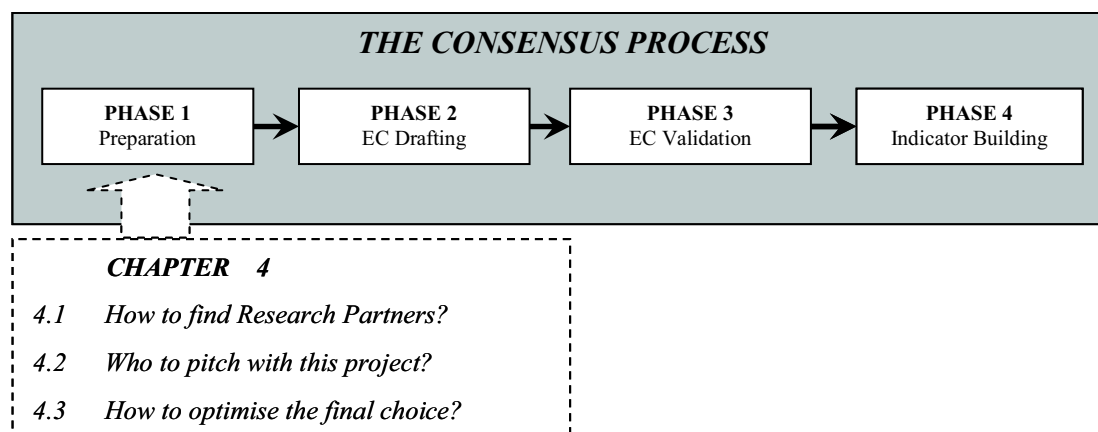 THE CONSENSUS PROCESS
PHASE 1
Preparation
PHASE 2
EC Drafting
PHASE 3
EC Validation
PHASE 4
Indicator Building
CHAPTER 4
4.1 How to find Research Partners?
4.2 Who to pitch with this project?
4.3 How to optimise the final choice?